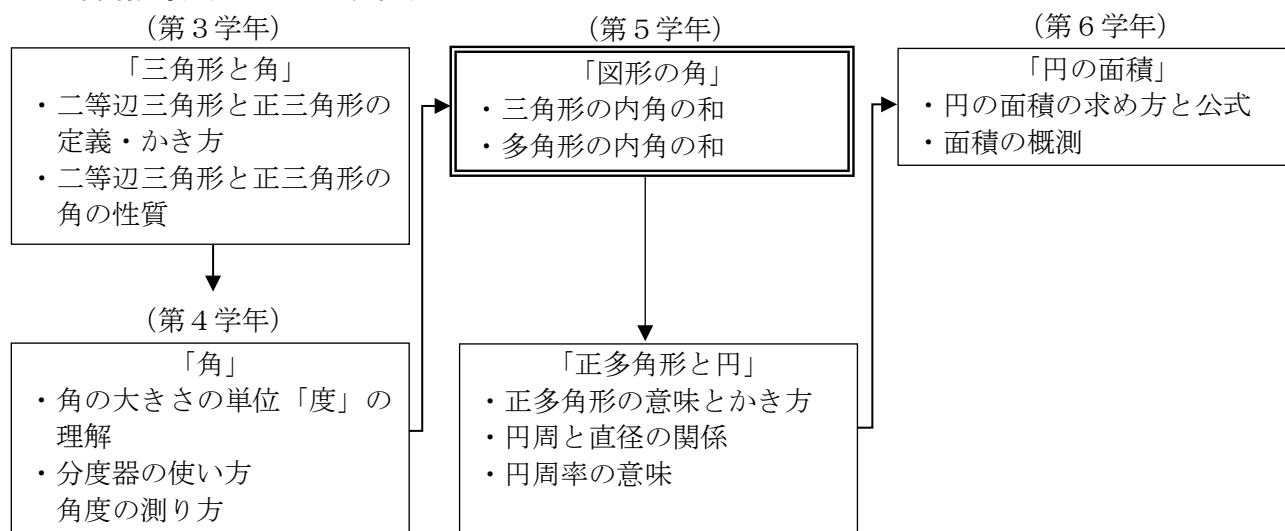 (第3学年)
「三角形と角」
・二等辺三角形と正三角形の
定義・かき方
・二等辺三角形と正三角形の
角の性質
(第4学年)
「角」
・角の大きさの単位「度」の
理解
・分度器の使い方
角度の測り方
(第5学年)
「図形の角」
・三角形の内角の和
・多角形の内角の和
「正多角形と円」
・正多角形の意味とかき方
・円周と直径の関係
・円周率の意味
(第6学年)
「円の面積」
・円の面積の求め方と公式
・面積の概測